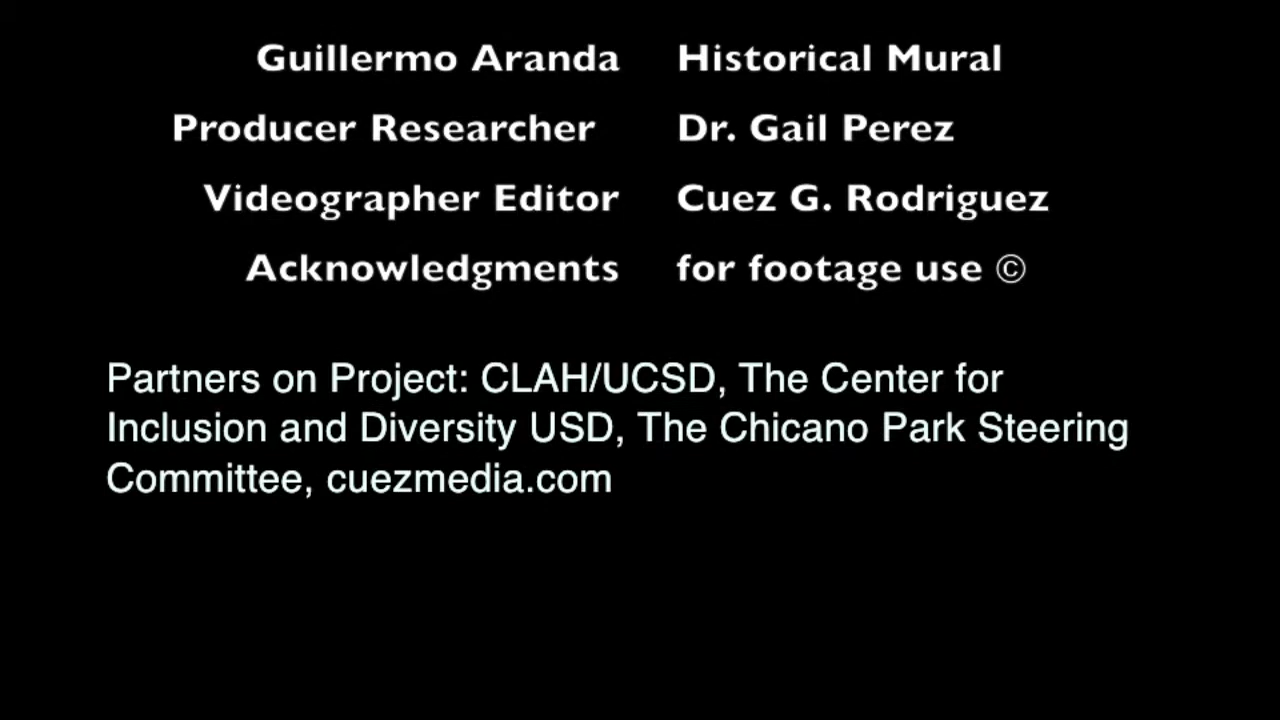 Guillermo Aranda Historical Mural
Producer Researcher Dr. Gail Perez
Videographer Editor Cuez G. Rodriguez
Acknowledgments for footage use ©
Partners on Project: CLAH/UCSD, The Center for
Inclusion and Diversity USD, The Chicano Park Steering
Committee, cuezmedia.com